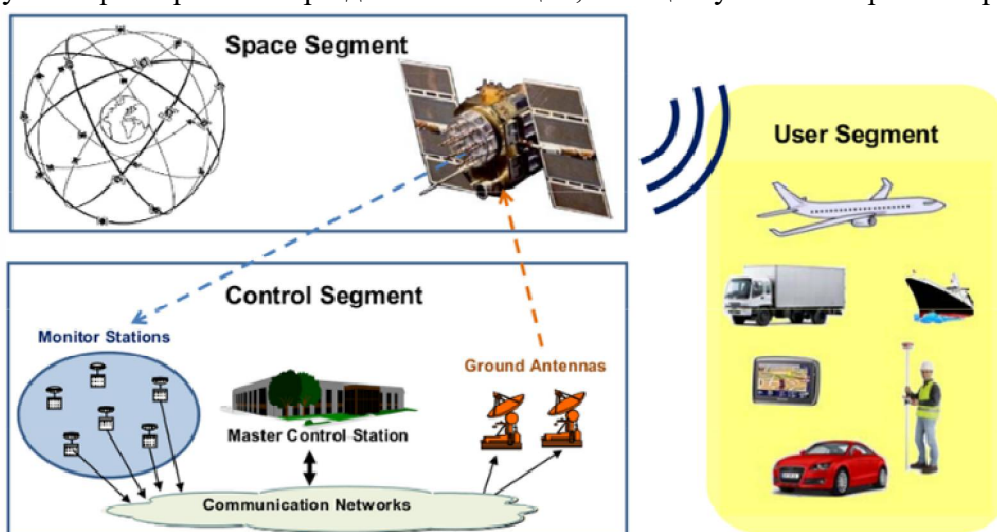 Space Segment
User Segment
Control Segment
Monitor Stations
Ground Antennas
Master Control Station
Communication Networks